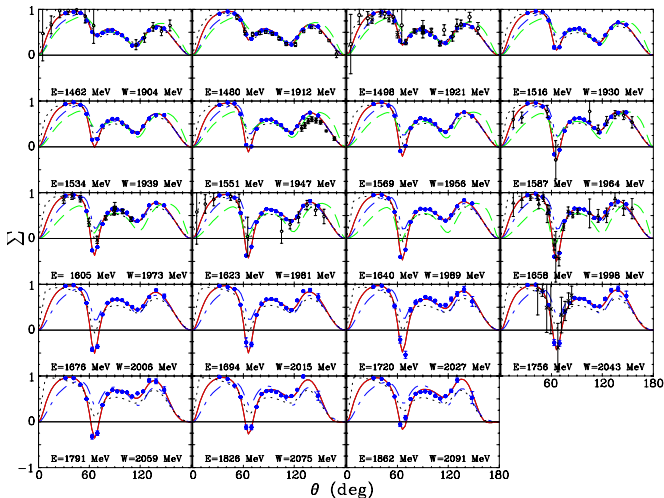 1
0
E=1462 MeV W=1904 MeV
E=1480 MeV W=1912 MeV
E=1498 MeV W=1921 MeV
E=1516 MeV W=1930 MeV
1
0
E=1534 MeV W=1939 MeV
E=1551 MeV W=1947 MeV
E=1569 MeV W=1956 MeV
E=1587 MeV W=1964 MeV
1
Σ
0
E= 1605 MeV W=1973 MeV
E=1623 MeV W=1981 MeV
E=1640 MeV W=1989 MeV
E=1658 MeV W=1998 MeV
1
0
E=1676 MeV W=2006 MeV
E=1694 MeV W=2015 MeV
E=1720 MeV W=2027 MeV
E=1756 MeV W=2043 MeV
60 120 180
1
0
E=1791 MeV W=2059 MeV
E=1826 MeV W=2075 MeV
E=1862 MeV W=2091 MeV
-1
0 60 120 0 60 120 0 60 120 180
θ (deg)